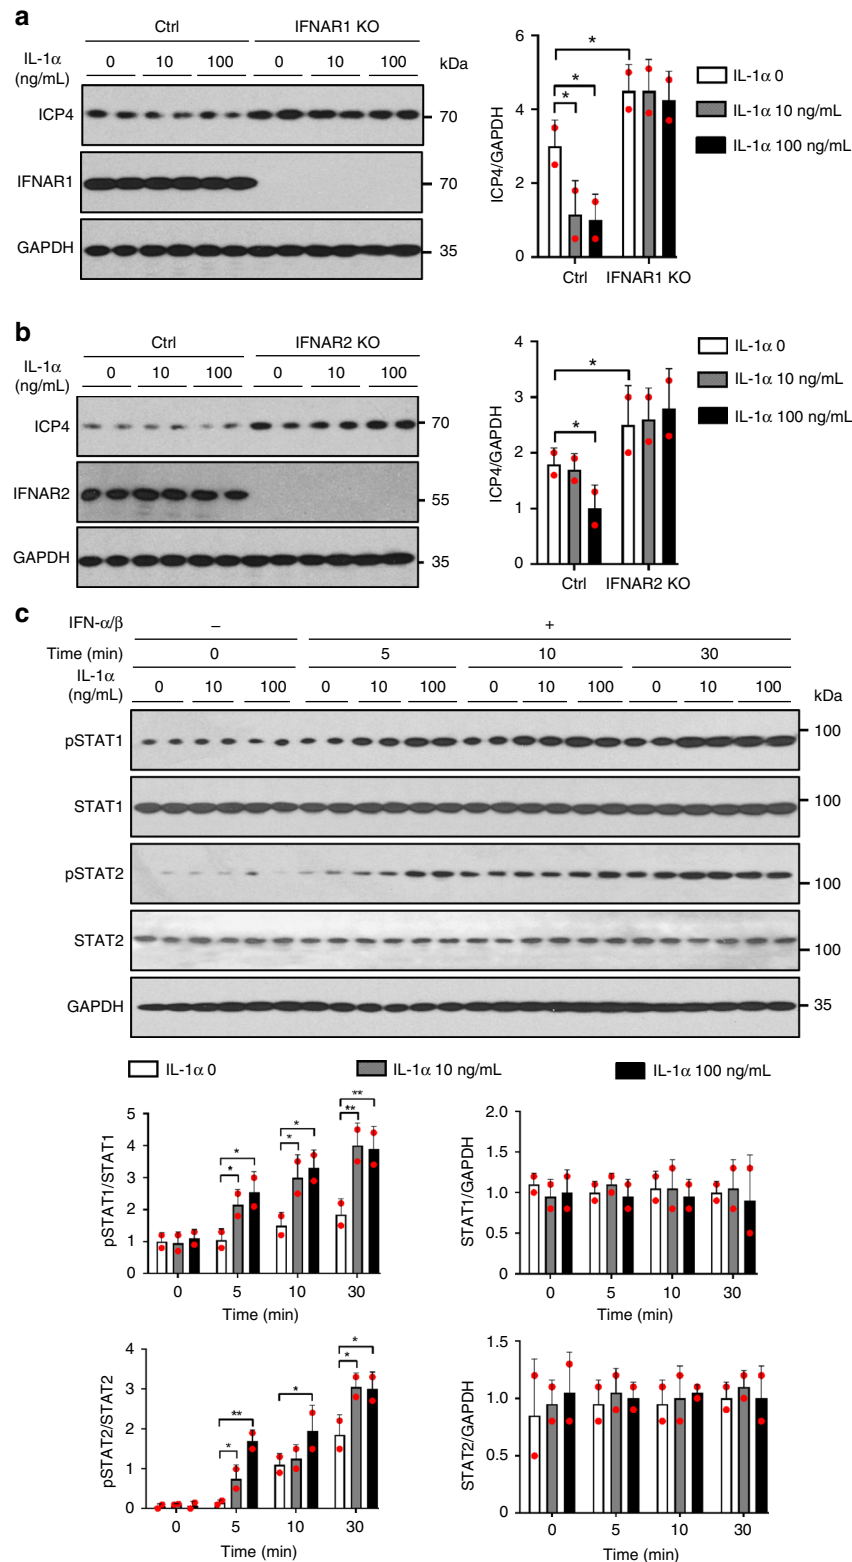 a
Ctrl IFNAR1 KO
IL-1α (ng/mL) 0 10 100 0 10 100 kDa
ICP4 70
IFNAR1 70
GAPDH 35
6
4
2
0
ICP4/GAPDH
* * *
Ctrl IFNAR1 KO
IL-1α 0
IL-1α 10 ng/mL
IL-1α 100 ng/mL
b
Ctrl IFNAR2 KO
IL-1α (ng/mL) 0 10 100 0 10 100
ICP4 70
IFNAR2 55
GAPDH 35
4
3
2
1
0
ICP4/GAPDH
* *
Ctrl IFNAR2 KO
IL-1α 0
IL-1α 10 ng/mL
IL-1α 100 ng/mL
c
IFN-α/β – +
Time (min) 0 5 10 30
IL-1α (ng/mL) 0 10 100 0 10 100 0 10 100 0 10 100 kDa
pSTAT1 100
STAT1 100
pSTAT2 100
STAT2 100
GAPDH 35
IL-1α 0 IL-1α 10 ng/mL IL-1α 100 ng/mL
5
4
3
2
1
0
pSTAT1/STAT1
* * * * ** **
0 5 10 30
Time (min)
2.0
1.5
1.0
0.5
0
STAT1/GAPDH
0 5 10 30
Time (min)
4
3
2
1
0
pSTAT2/STAT2
* ** * * *
0 5 10 30
Time (min)
1.5
1.0
0.5
0
STAT2/GAPDH
0 5 10 30
Time (min)